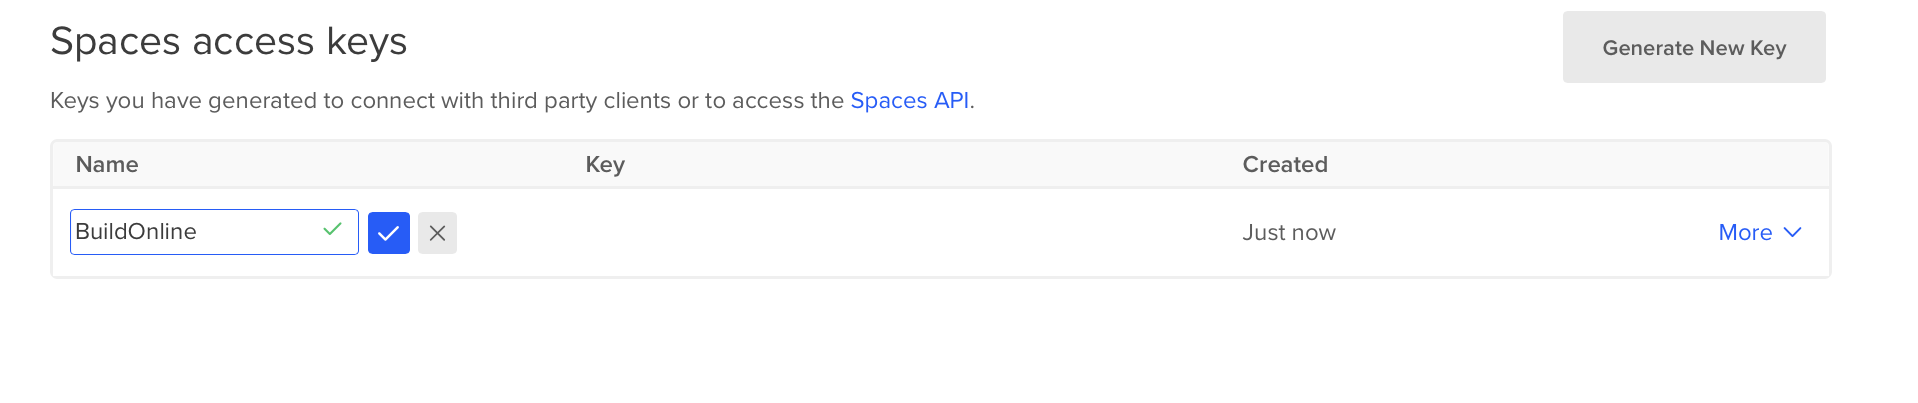 Spaces access keys
Generate New Key
Keys you have generated to connect with third party clients or to access the Spaces API.
Name Key Created
BuildOnline Just now More